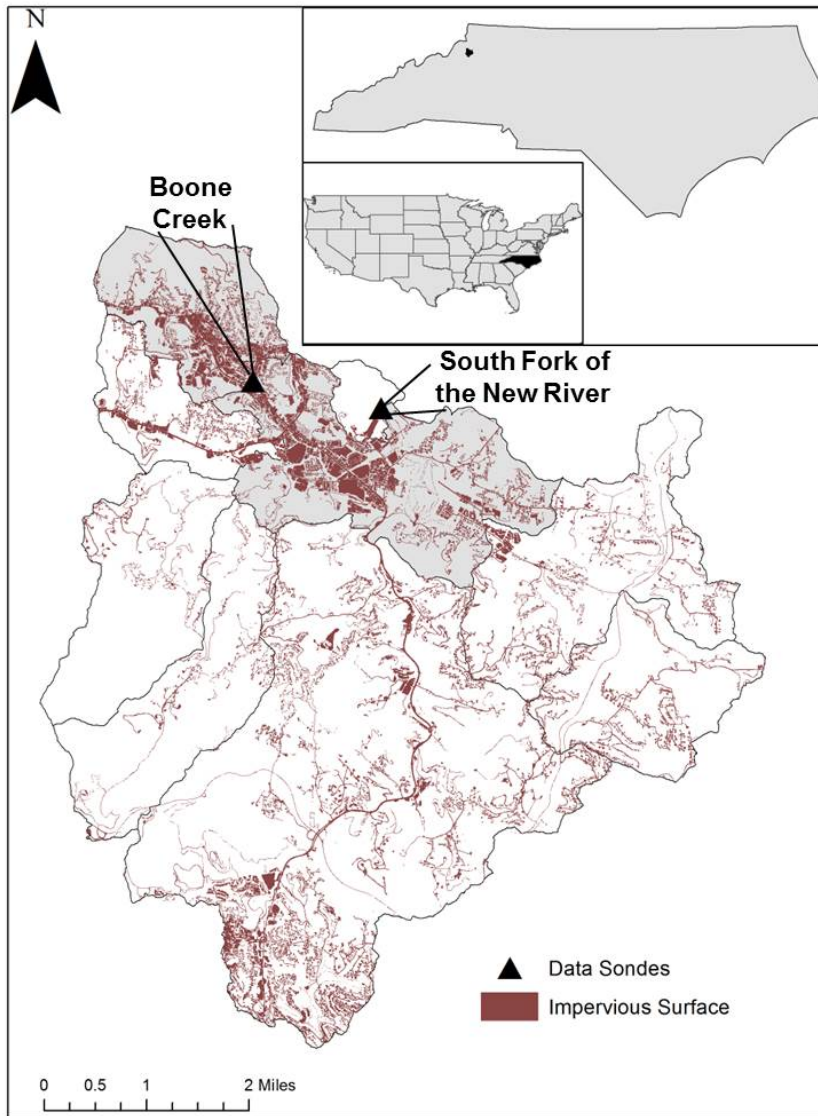 N
Boone
Creek
South Fork of
the New River
Data Sondes
Impervious Surface
0 0.5 1 2 Miles